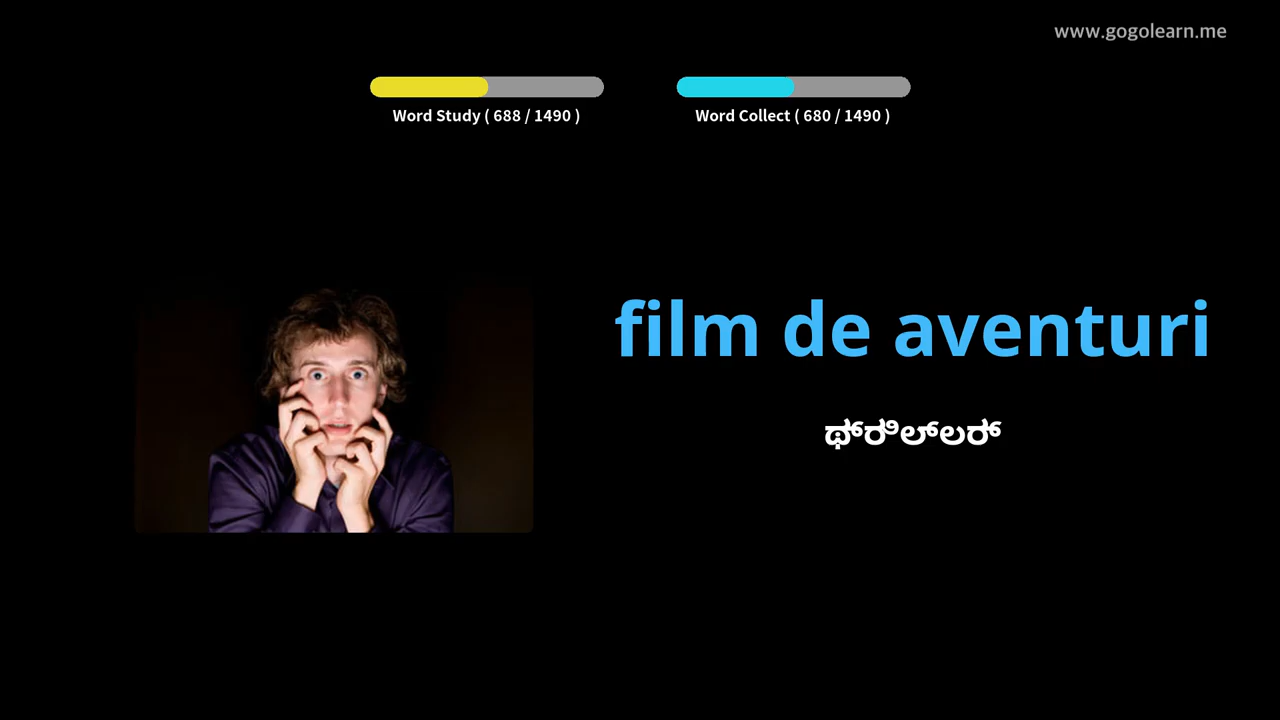 www.gogolearn.me
Word Study ( 688 / 1490 )
Word Collect ( 680 / 1490 )
film de aventuri
ಥ್ರಿಲ್ಲರ್